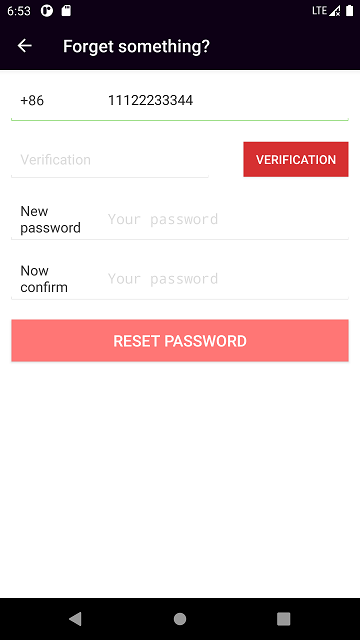 6:53 LTE
Forget something?
+86 11122233344
Verification VERIFICATION
New
password Your password
Now
confirm Your password
RESET PASSWORD